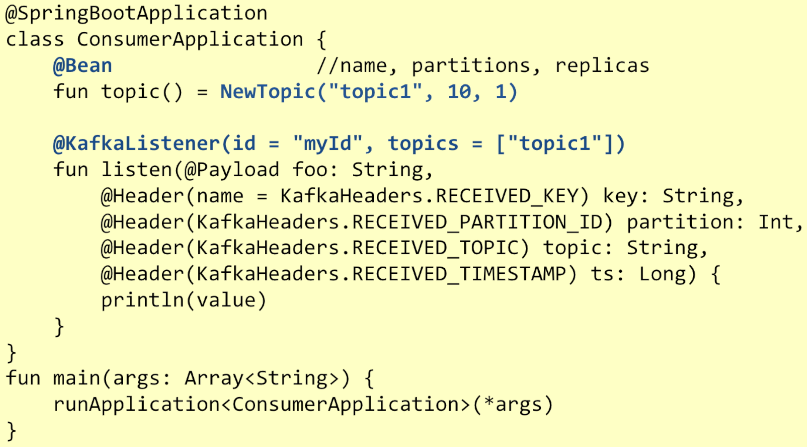 @SpringBootApplication
class ConsumerApplication {
    @Bean                 //name, partitions, replicas
    fun topic() = NewTopic("topic1", 10, 1)

    @KafkaListener(id = "myId", topics = ["topic1"])
    fun listen(@Payload foo: String,
        @Header(name = KafkaHeaders.RECEIVED_KEY) key: String,
        @Header(KafkaHeaders.RECEIVED_PARTITION_ID) partition: Int,
        @Header(KafkaHeaders.RECEIVED_TOPIC) topic: String,
        @Header(KafkaHeaders.RECEIVED_TIMESTAMP) ts: Long) {
        println(value)
    }
}
fun main(args: Array<String>) {
    runApplication<ConsumerApplication>(*args)
}